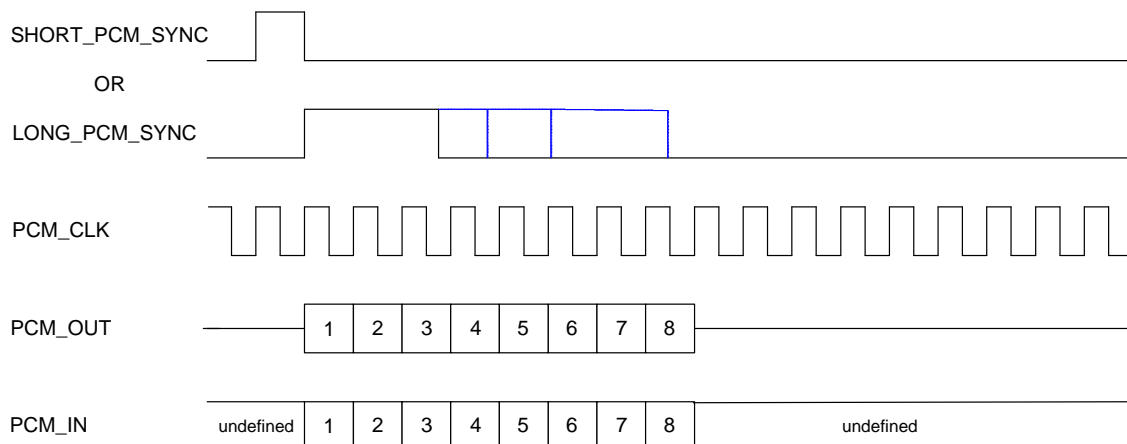 SHORT_PCM_SYNC
OR
LONG_PCM_SYNC
PCM_CLK
PCM_OUT 1 2 3 4 5 6 7 8
PCM_IN undefined 1 2 3 4 5 6 7 8 undefined